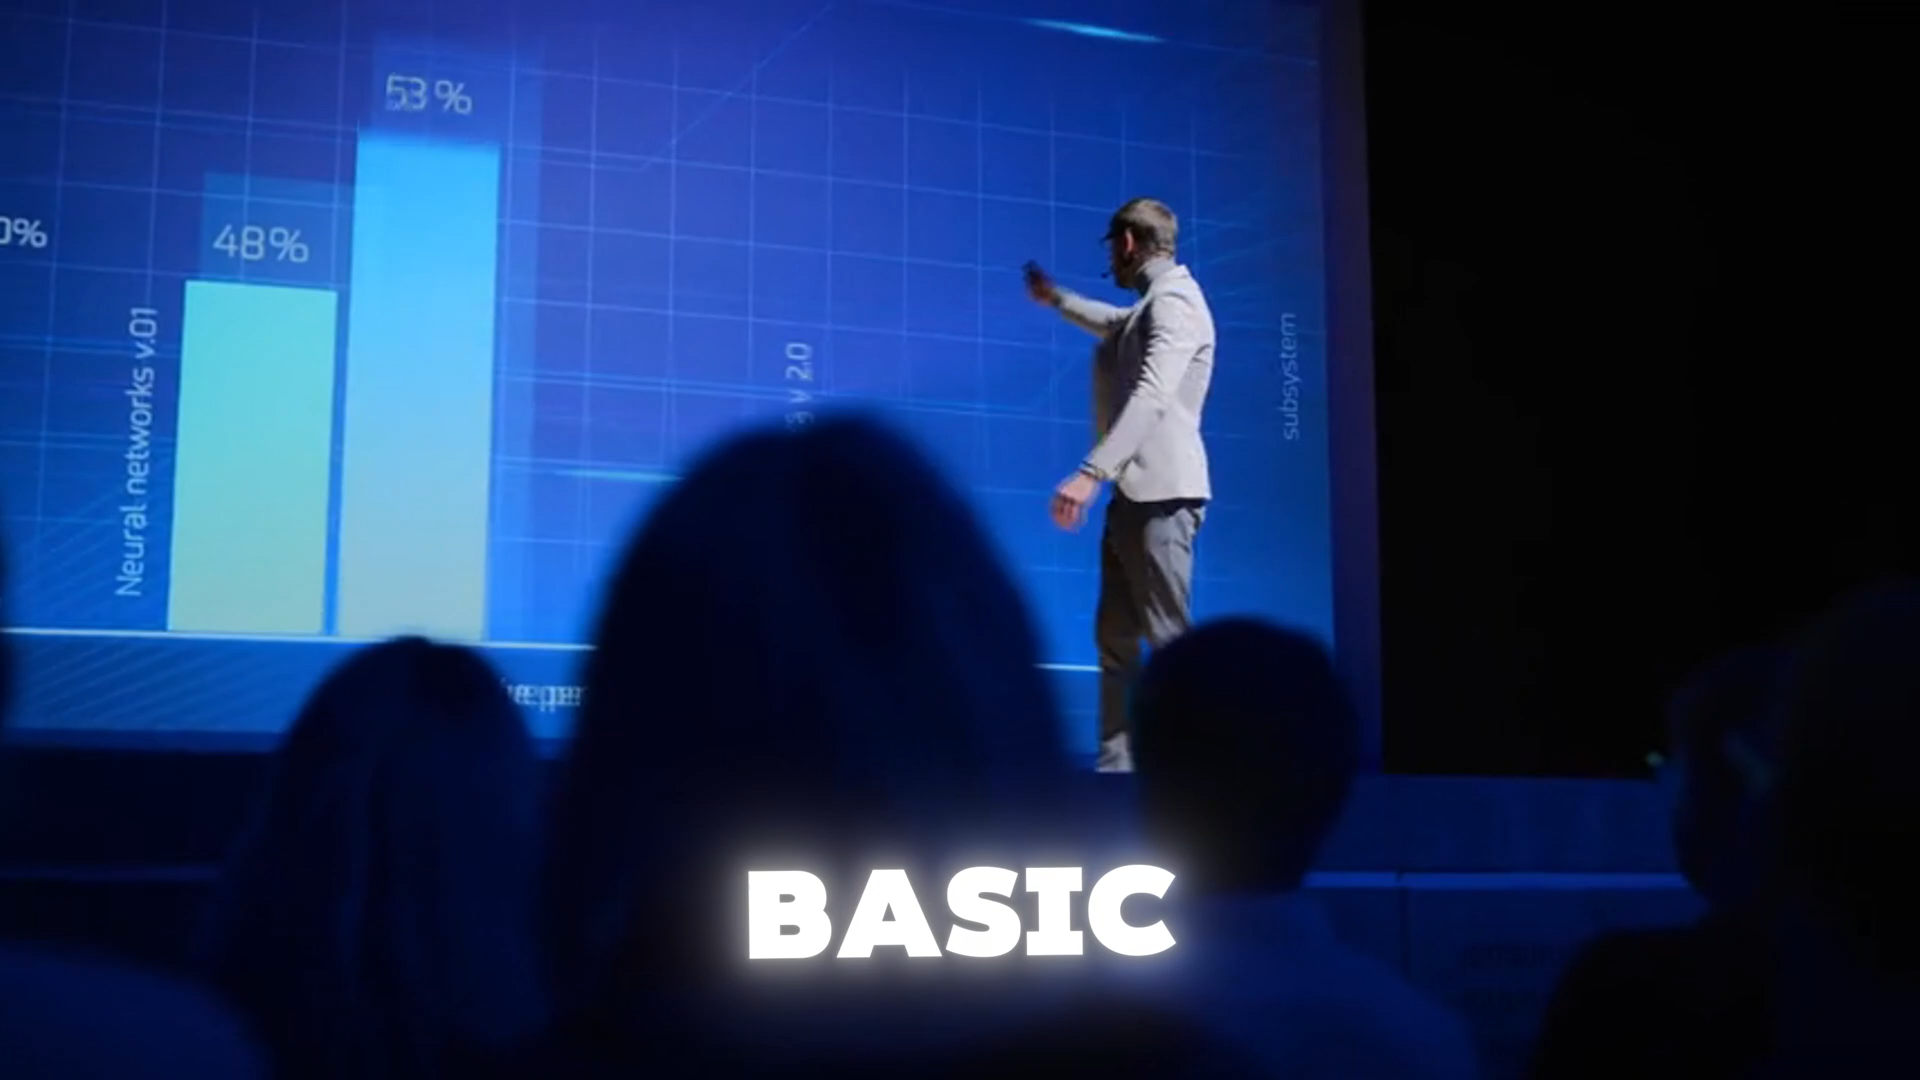 53%
48%
0%
Neural networks v.01
v 2.0
subsystem
BASIC